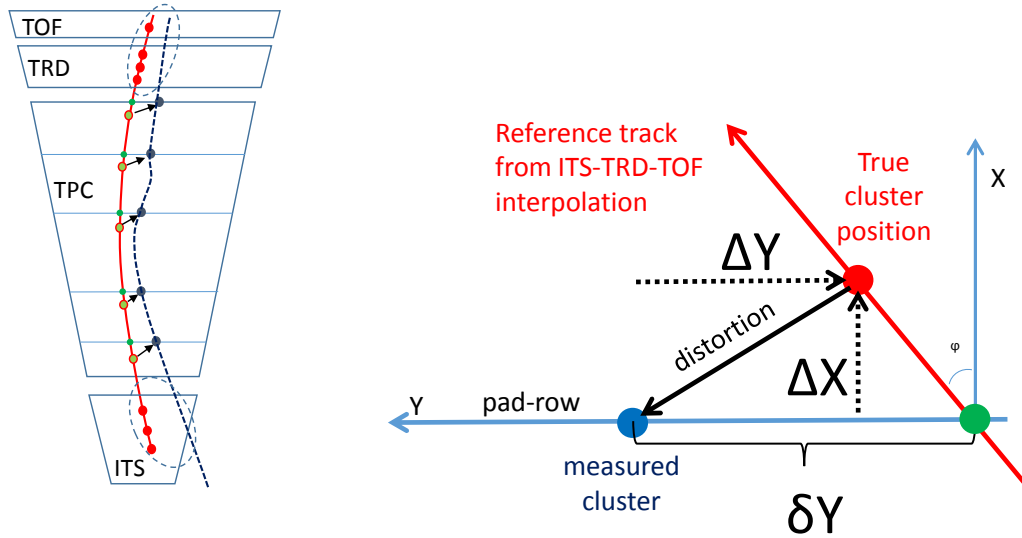 TOF
TRD
TPC
ITS
Reference track
from ITS-TRD-TOF
interpolation
True
cluster
position
X
ΔY
distortion
φ
ΔX
Y
pad-row
measured
cluster
δY